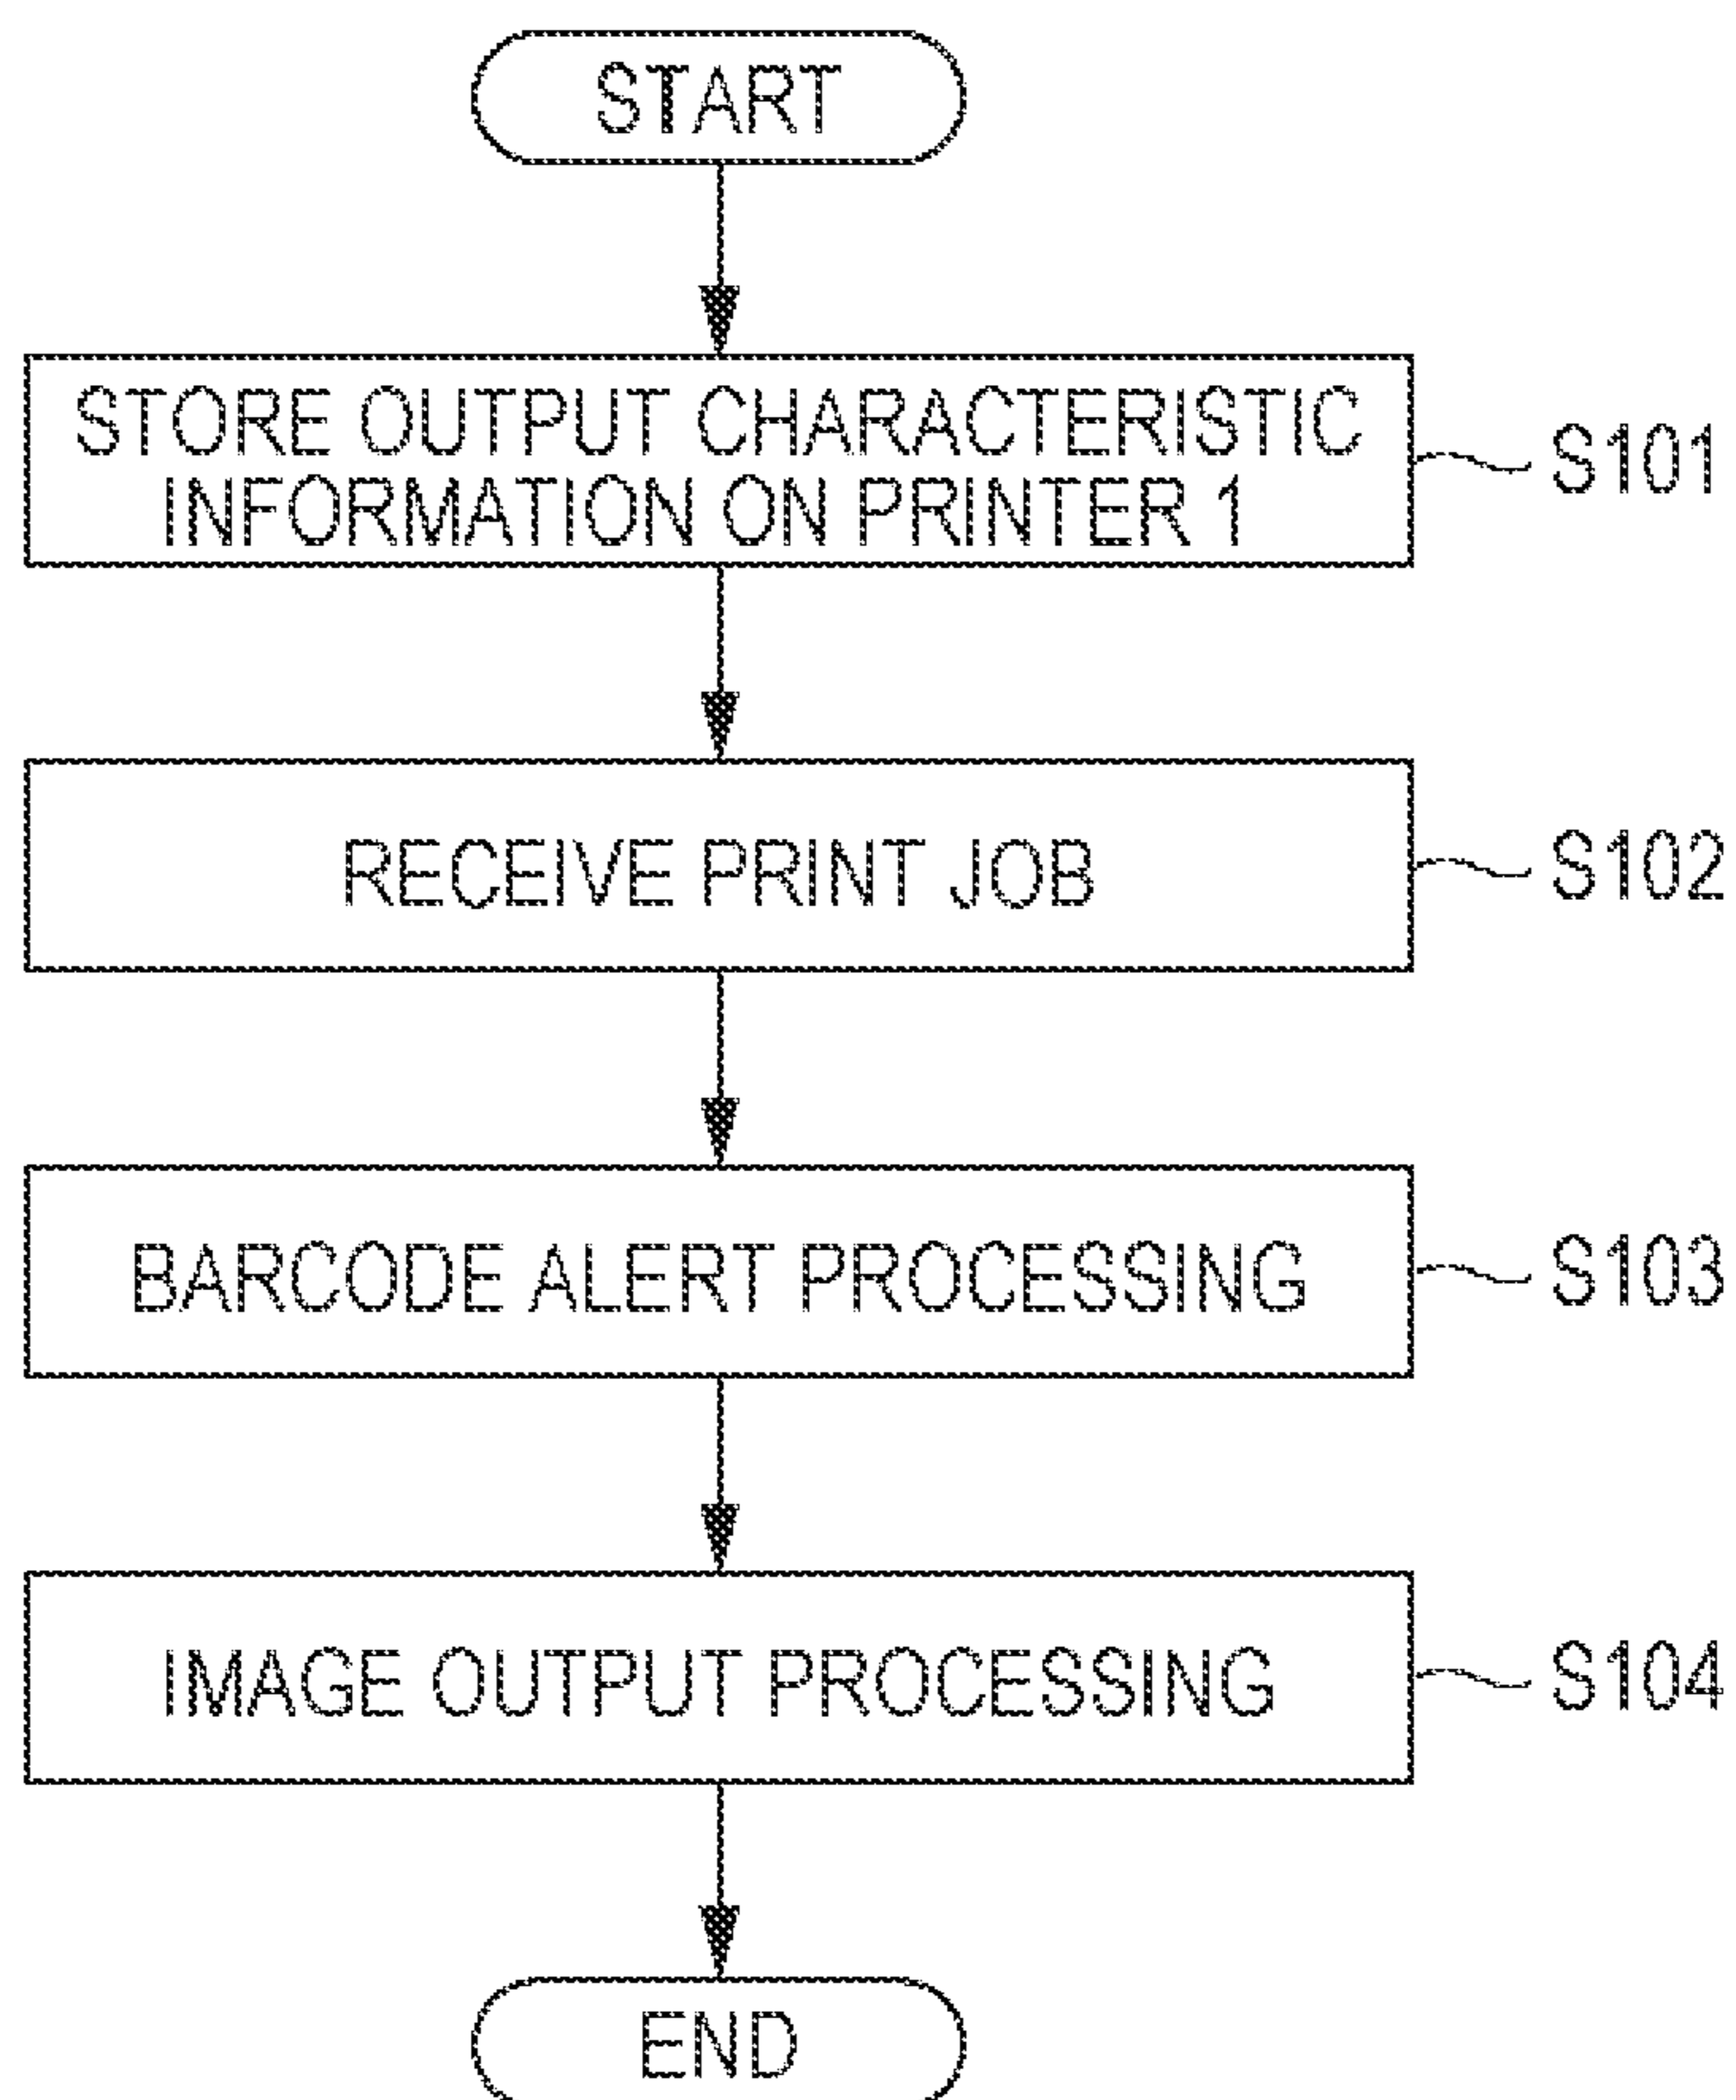 START
STORE OUTPUT CHARACTERISTIC
INFORMATION ON PRINTER 1
S101
RECEIVE PRINT JOB
S102
BARCODE ALERT PROCESSING
S103
IMAGE OUTPUT PROCESSING
S104
END